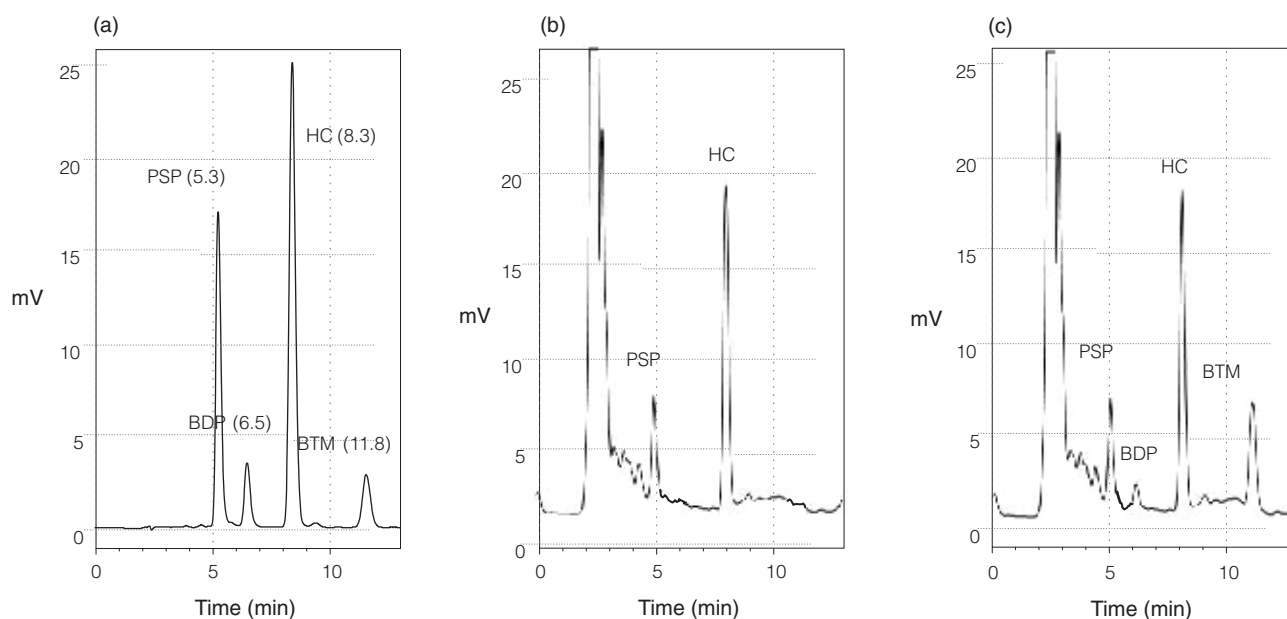 (a)
25
20
15
mV
10
5
0
PSP (5.3)
HC (8.3)
BDP (6.5)
BTM (11.8)
0
5
10
Time (min)
(b)
25
20
15
mV
10
5
0
HC
PSP
0
5
10
Time (min)
(c)
25
20
15
mV
10
5
0
HC
PSP
BTM
BDP
0
5
10
Time (min)